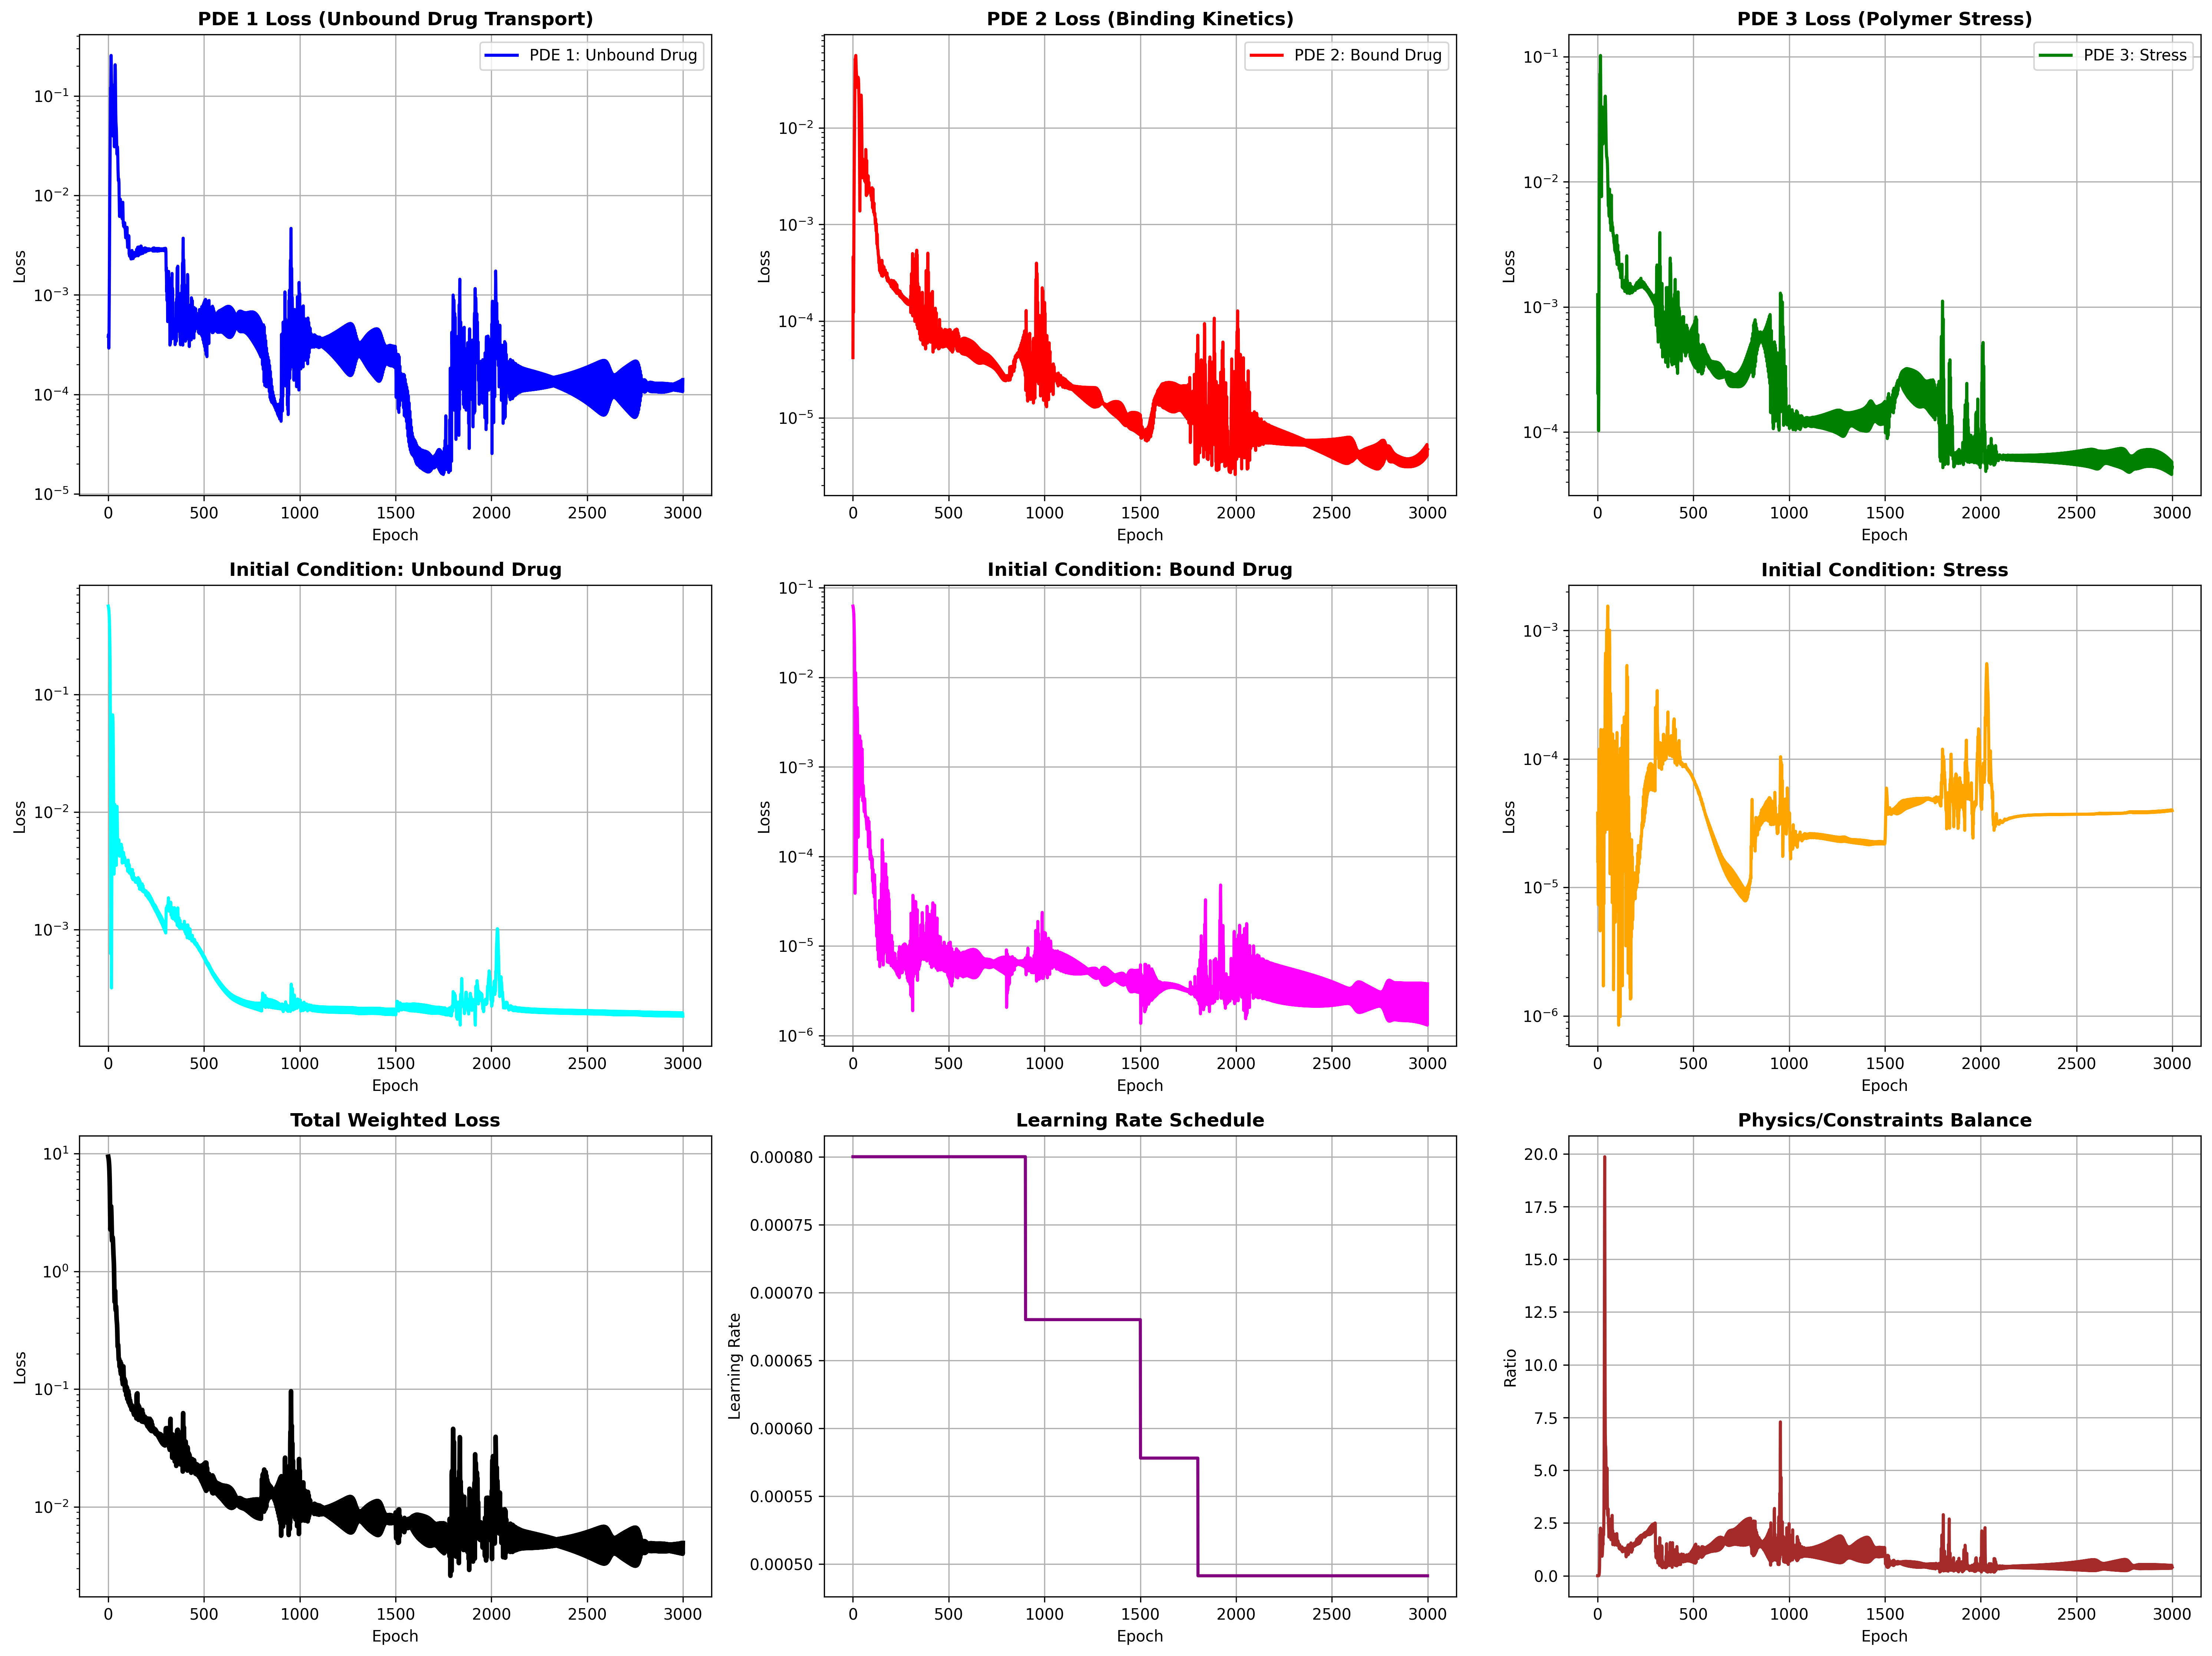 PDE 1 Loss (Unbound Drug Transport)
PDE 1: Unbound Drug
Loss
10⁻¹
10⁻²
10⁻³
10⁻⁴
10⁻⁵
0 500 1000 1500 2000 2500 3000
Epoch
PDE 2 Loss (Binding Kinetics)
PDE 2: Bound Drug
Loss
10⁻²
10⁻³
10⁻⁴
10⁻⁵
0 500 1000 1500 2000 2500 3000
Epoch
PDE 3 Loss (Polymer Stress)
PDE 3: Stress
Loss
10⁻¹
10⁻²
10⁻³
10⁻⁴
0 500 1000 1500 2000 2500 3000
Epoch
Initial Condition: Unbound Drug
Loss
10⁻¹
10⁻²
10⁻³
0 500 1000 1500 2000 2500 3000
Epoch
Initial Condition: Bound Drug
Loss
10⁻¹
10⁻²
10⁻³
10⁻⁴
10⁻⁵
10⁻⁶
0 500 1000 1500 2000 2500 3000
Epoch
Initial Condition: Stress
Loss
10⁻³
10⁻⁴
10⁻⁵
10⁻⁶
0 500 1000 1500 2000 2500 3000
Epoch
Total Weighted Loss
Loss
10¹
10⁰
10⁻¹
10⁻²
0 500 1000 1500 2000 2500 3000
Epoch
Learning Rate Schedule
Learning Rate
0.00080
0.00075
0.00070
0.00065
0.00060
0.00055
0.00050
0 500 1000 1500 2000 2500 3000
Epoch
Physics/Constraints Balance
Ratio
20.0
17.5
15.0
12.5
10.0
7.5
5.0
2.5
0.0
0 500 1000 1500 2000 2500 3000
Epoch